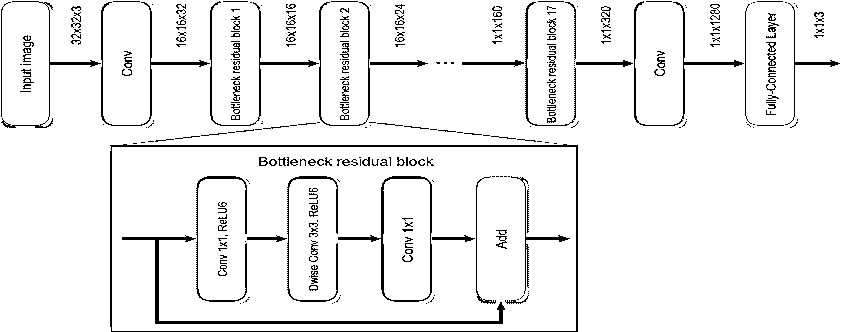 Input image
32x32x3
Conv
16x16x32
Bottleneck residual block 1
16x16x16
Bottleneck residual block 2
16x16x24
1x1x160
Bottleneck residual block 17
1x1x320
Conv
1x1x1280
Fully-Connected Layer
1x1x3
Bottleneck residual block
Conv 1x1, ReLU6
Dwise Conv 3x3, ReLU6
Conv 1x1
Add